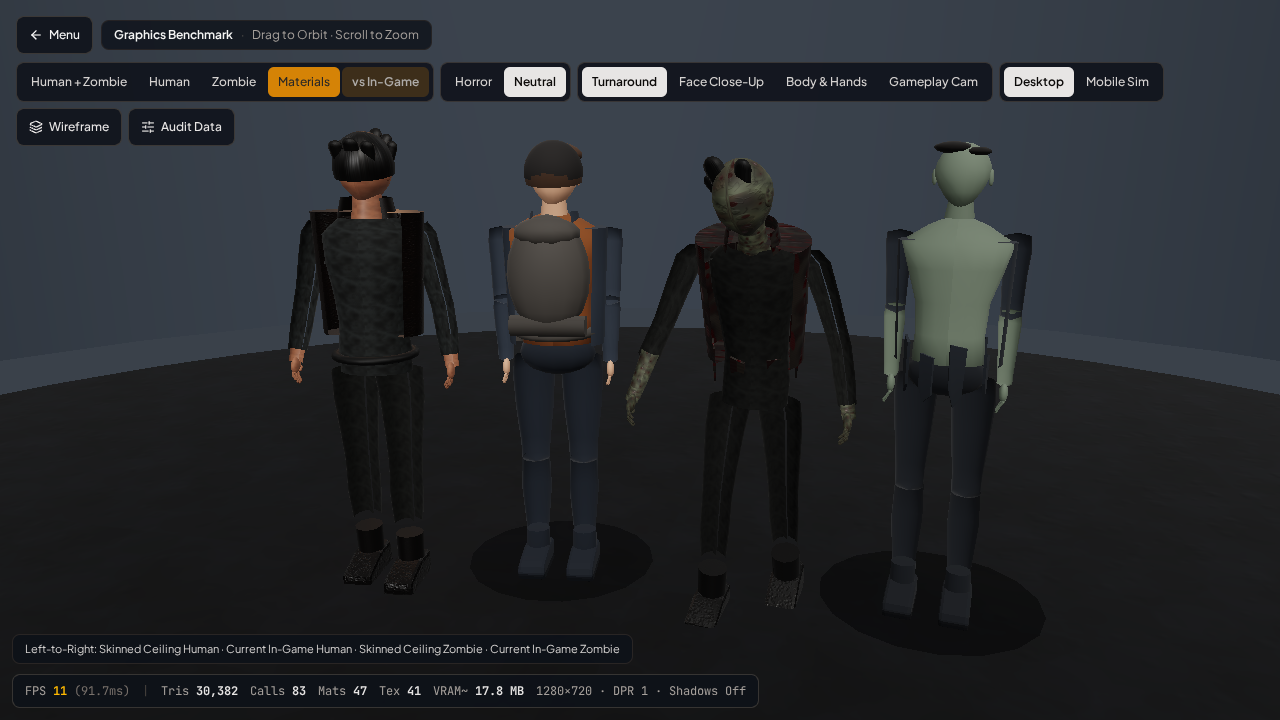 Menu
Graphics Benchmark · Drag to Orbit · Scroll to Zoom
Human + Zombie Human Zombie Materials vs In-Game Horror Neutral Turnaround Face Close-Up Body & Hands Gameplay Cam Desktop Mobile Sim
Wireframe Audit Data
Left-to-Right: Skinned Ceiling Human · Current In-Game Human · Skinned Ceiling Zombie · Current In-Game Zombie
FPS 11 (91.7ms) | Tris 30,382 Calls 83 Mats 47 Tex 41 VRAM~ 17.8 MB 1280×720 · DPR 1 · Shadows Off